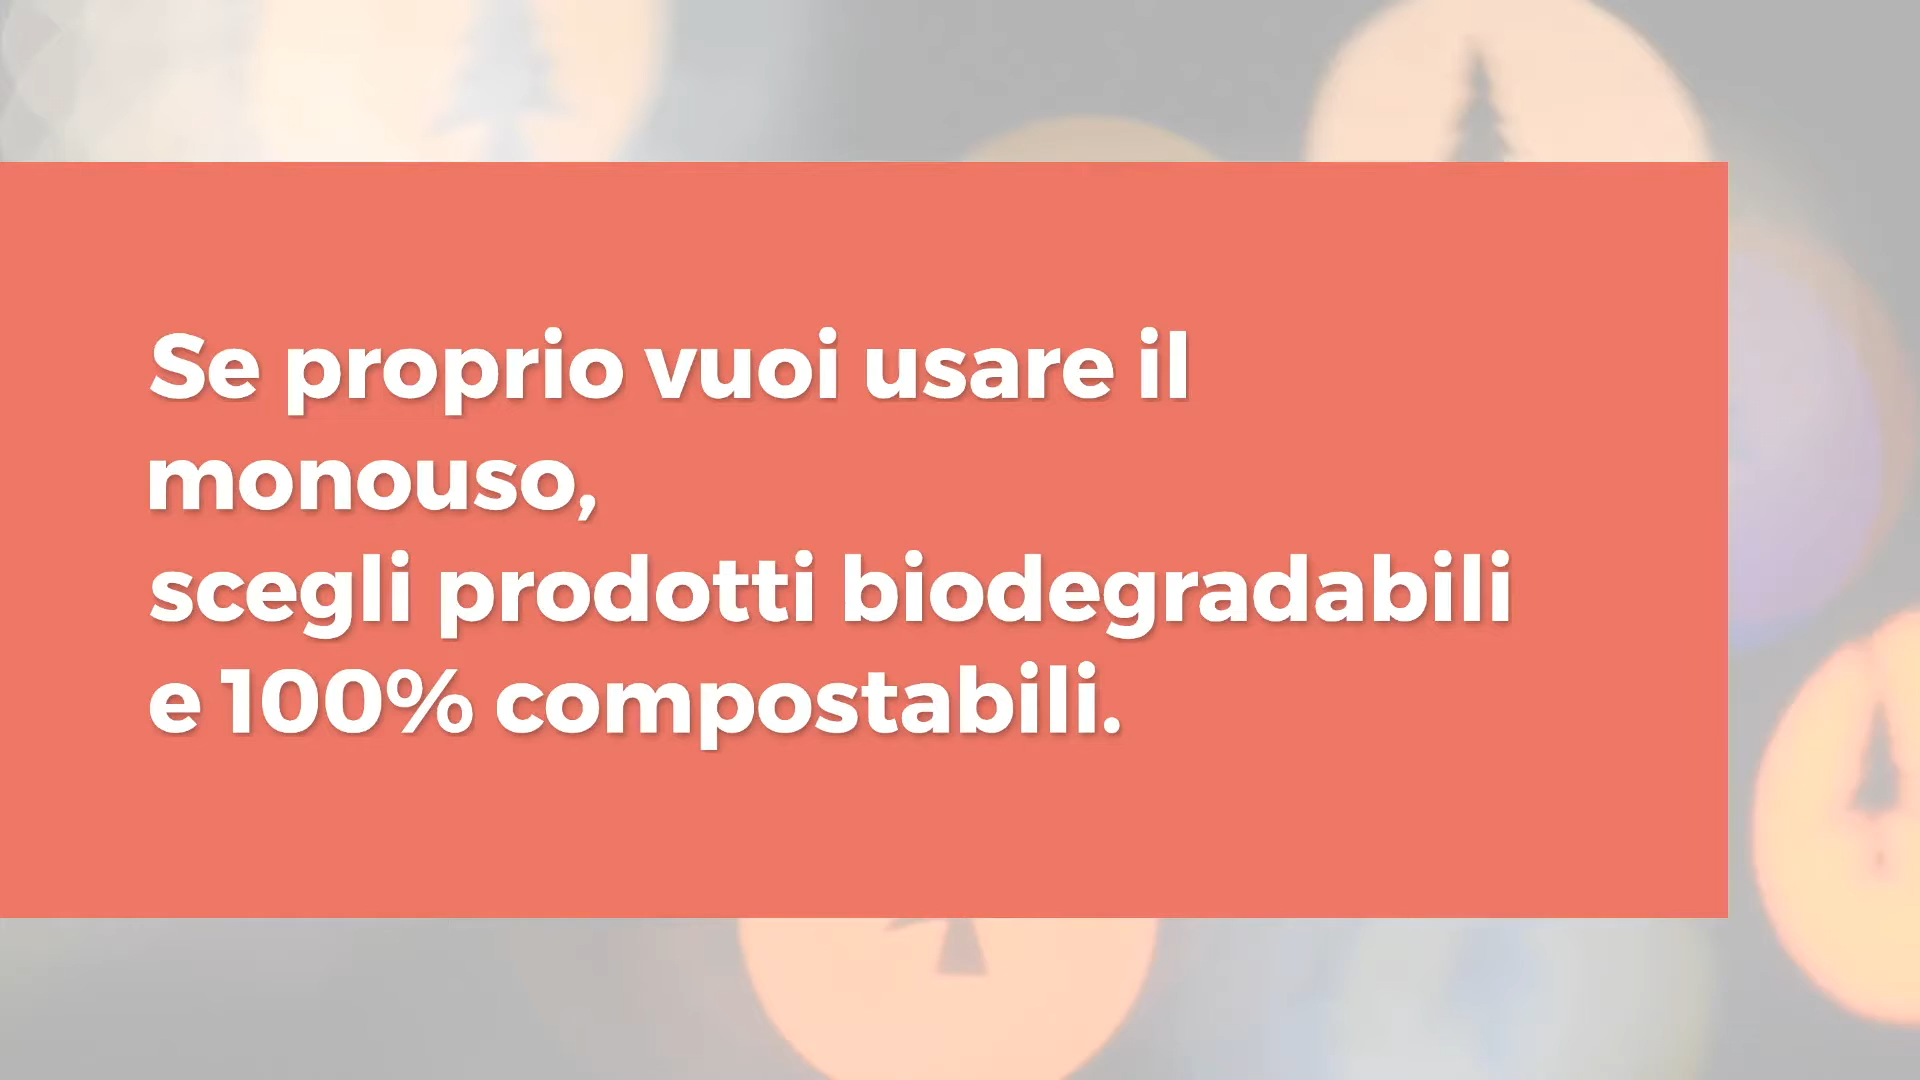 Se proprio vuoi usare il
monouso,
scegli prodotti biodegradabili
e 100% compostabili.